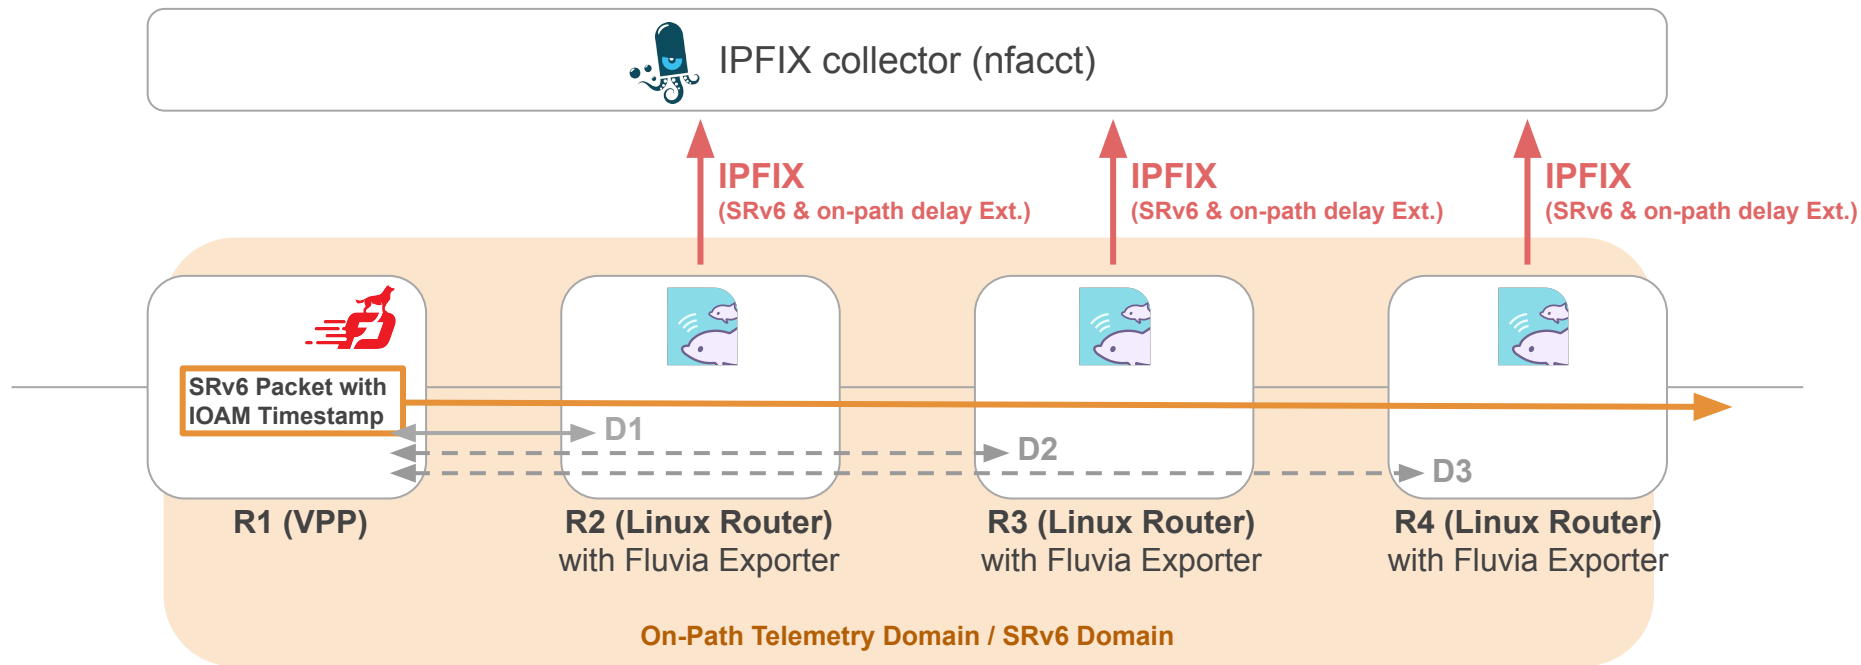 IPFIX collector (nfacct)
IPFIX
(SRv6 & on-path delay Ext.)
IPFIX
(SRv6 & on-path delay Ext.)
IPFIX
(SRv6 & on-path delay Ext.)
SRv6 Packet with
IOAM Timestamp
D1
D2
D3
R1 (VPP)
R2 (Linux Router)
with Fluvia Exporter
R3 (Linux Router)
with Fluvia Exporter
R4 (Linux Router)
with Fluvia Exporter
On-Path Telemetry Domain / SRv6 Domain